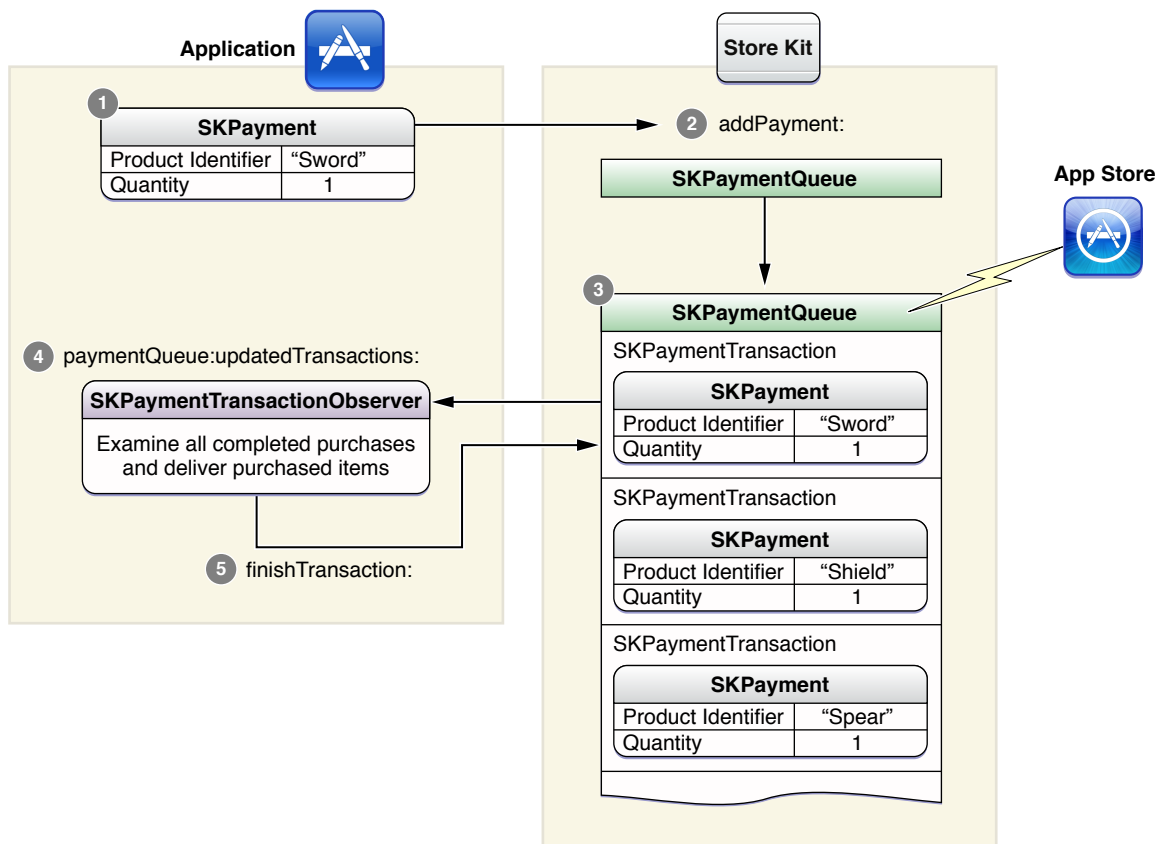 Application
Store Kit
1
SKPayment
Product Identifier “Sword”
Quantity 1
2 addPayment:
SKPaymentQueue
App Store
3
SKPaymentQueue
SKPaymentTransaction
SKPayment
Product Identifier “Sword”
Quantity 1
4 paymentQueue:updatedTransactions:
SKPaymentTransactionObserver
Examine all completed purchases
and deliver purchased items
5 finishTransaction:
SKPaymentTransaction
SKPayment
Product Identifier “Shield”
Quantity 1
SKPaymentTransaction
SKPayment
Product Identifier “Spear”
Quantity 1